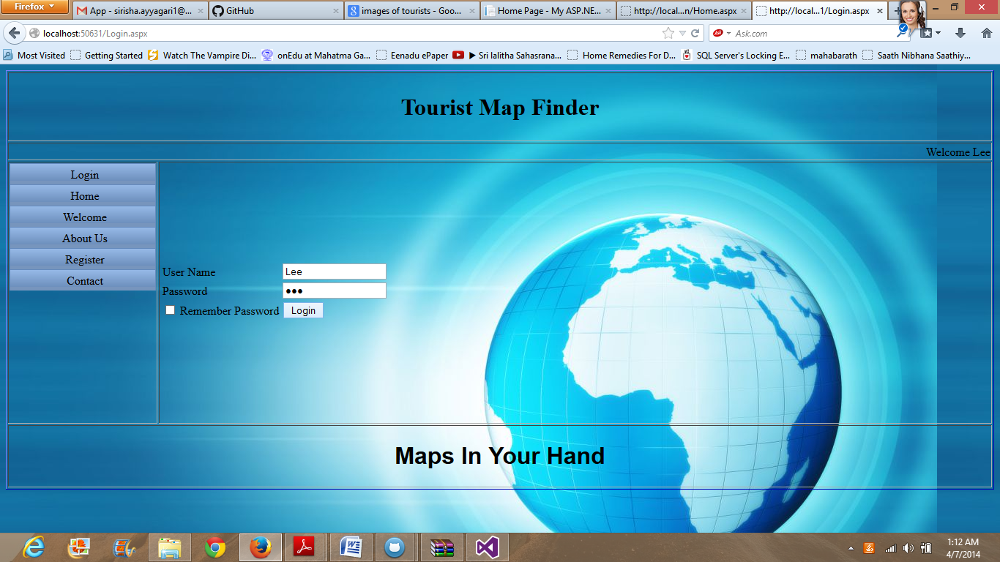 Firefox
App - sirisha.ayyagari1@...
GitHub
images of tourists - Goo...
Home Page - My ASP.NE...
http://local...n/Home.aspx
http://local...1/Login.aspx
localhost:50631/Login.aspx
Ask.com
Most Visited
Getting Started
Watch The Vampire Di...
onEdu at Mahatma Ga...
Eenadu ePaper
▶ Sri lalitha Sahasrana...
Home Remedies For D...
SQL Server's Locking E...
mahabarath
Saath Nibhana Saathiy...
Tourist Map Finder
Welcome Lee
Login
Home
Welcome
About Us
Register
Contact
User Name Lee
Password ●●●
Remember Password Login
Maps In Your Hand
1:12 AM
4/7/2014